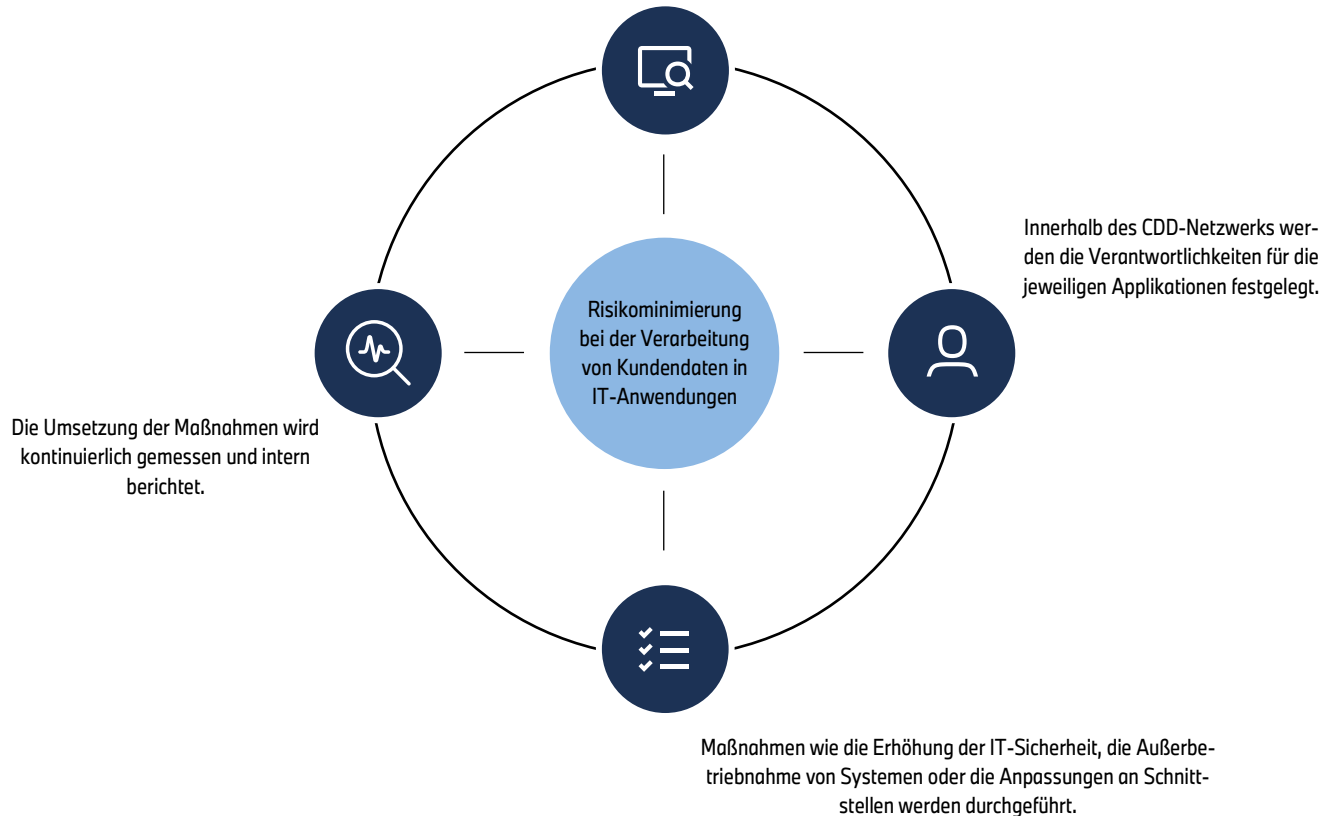 Innerhalb des CDD-Netzwerks wer-
den die Verantwortlichkeiten für die
jeweiligen Applikationen festgelegt.
Risikominimierung
bei der Verarbeitung
von Kundendaten in
IT-Anwendungen
Die Umsetzung der Maßnahmen wird
kontinuierlich gemessen und intern
berichtet.
Maßnahmen wie die Erhöhung der IT-Sicherheit, die Außerbe-
triebnahme von Systemen oder die Anpassungen an Schnitt-
stellen werden durchgeführt.